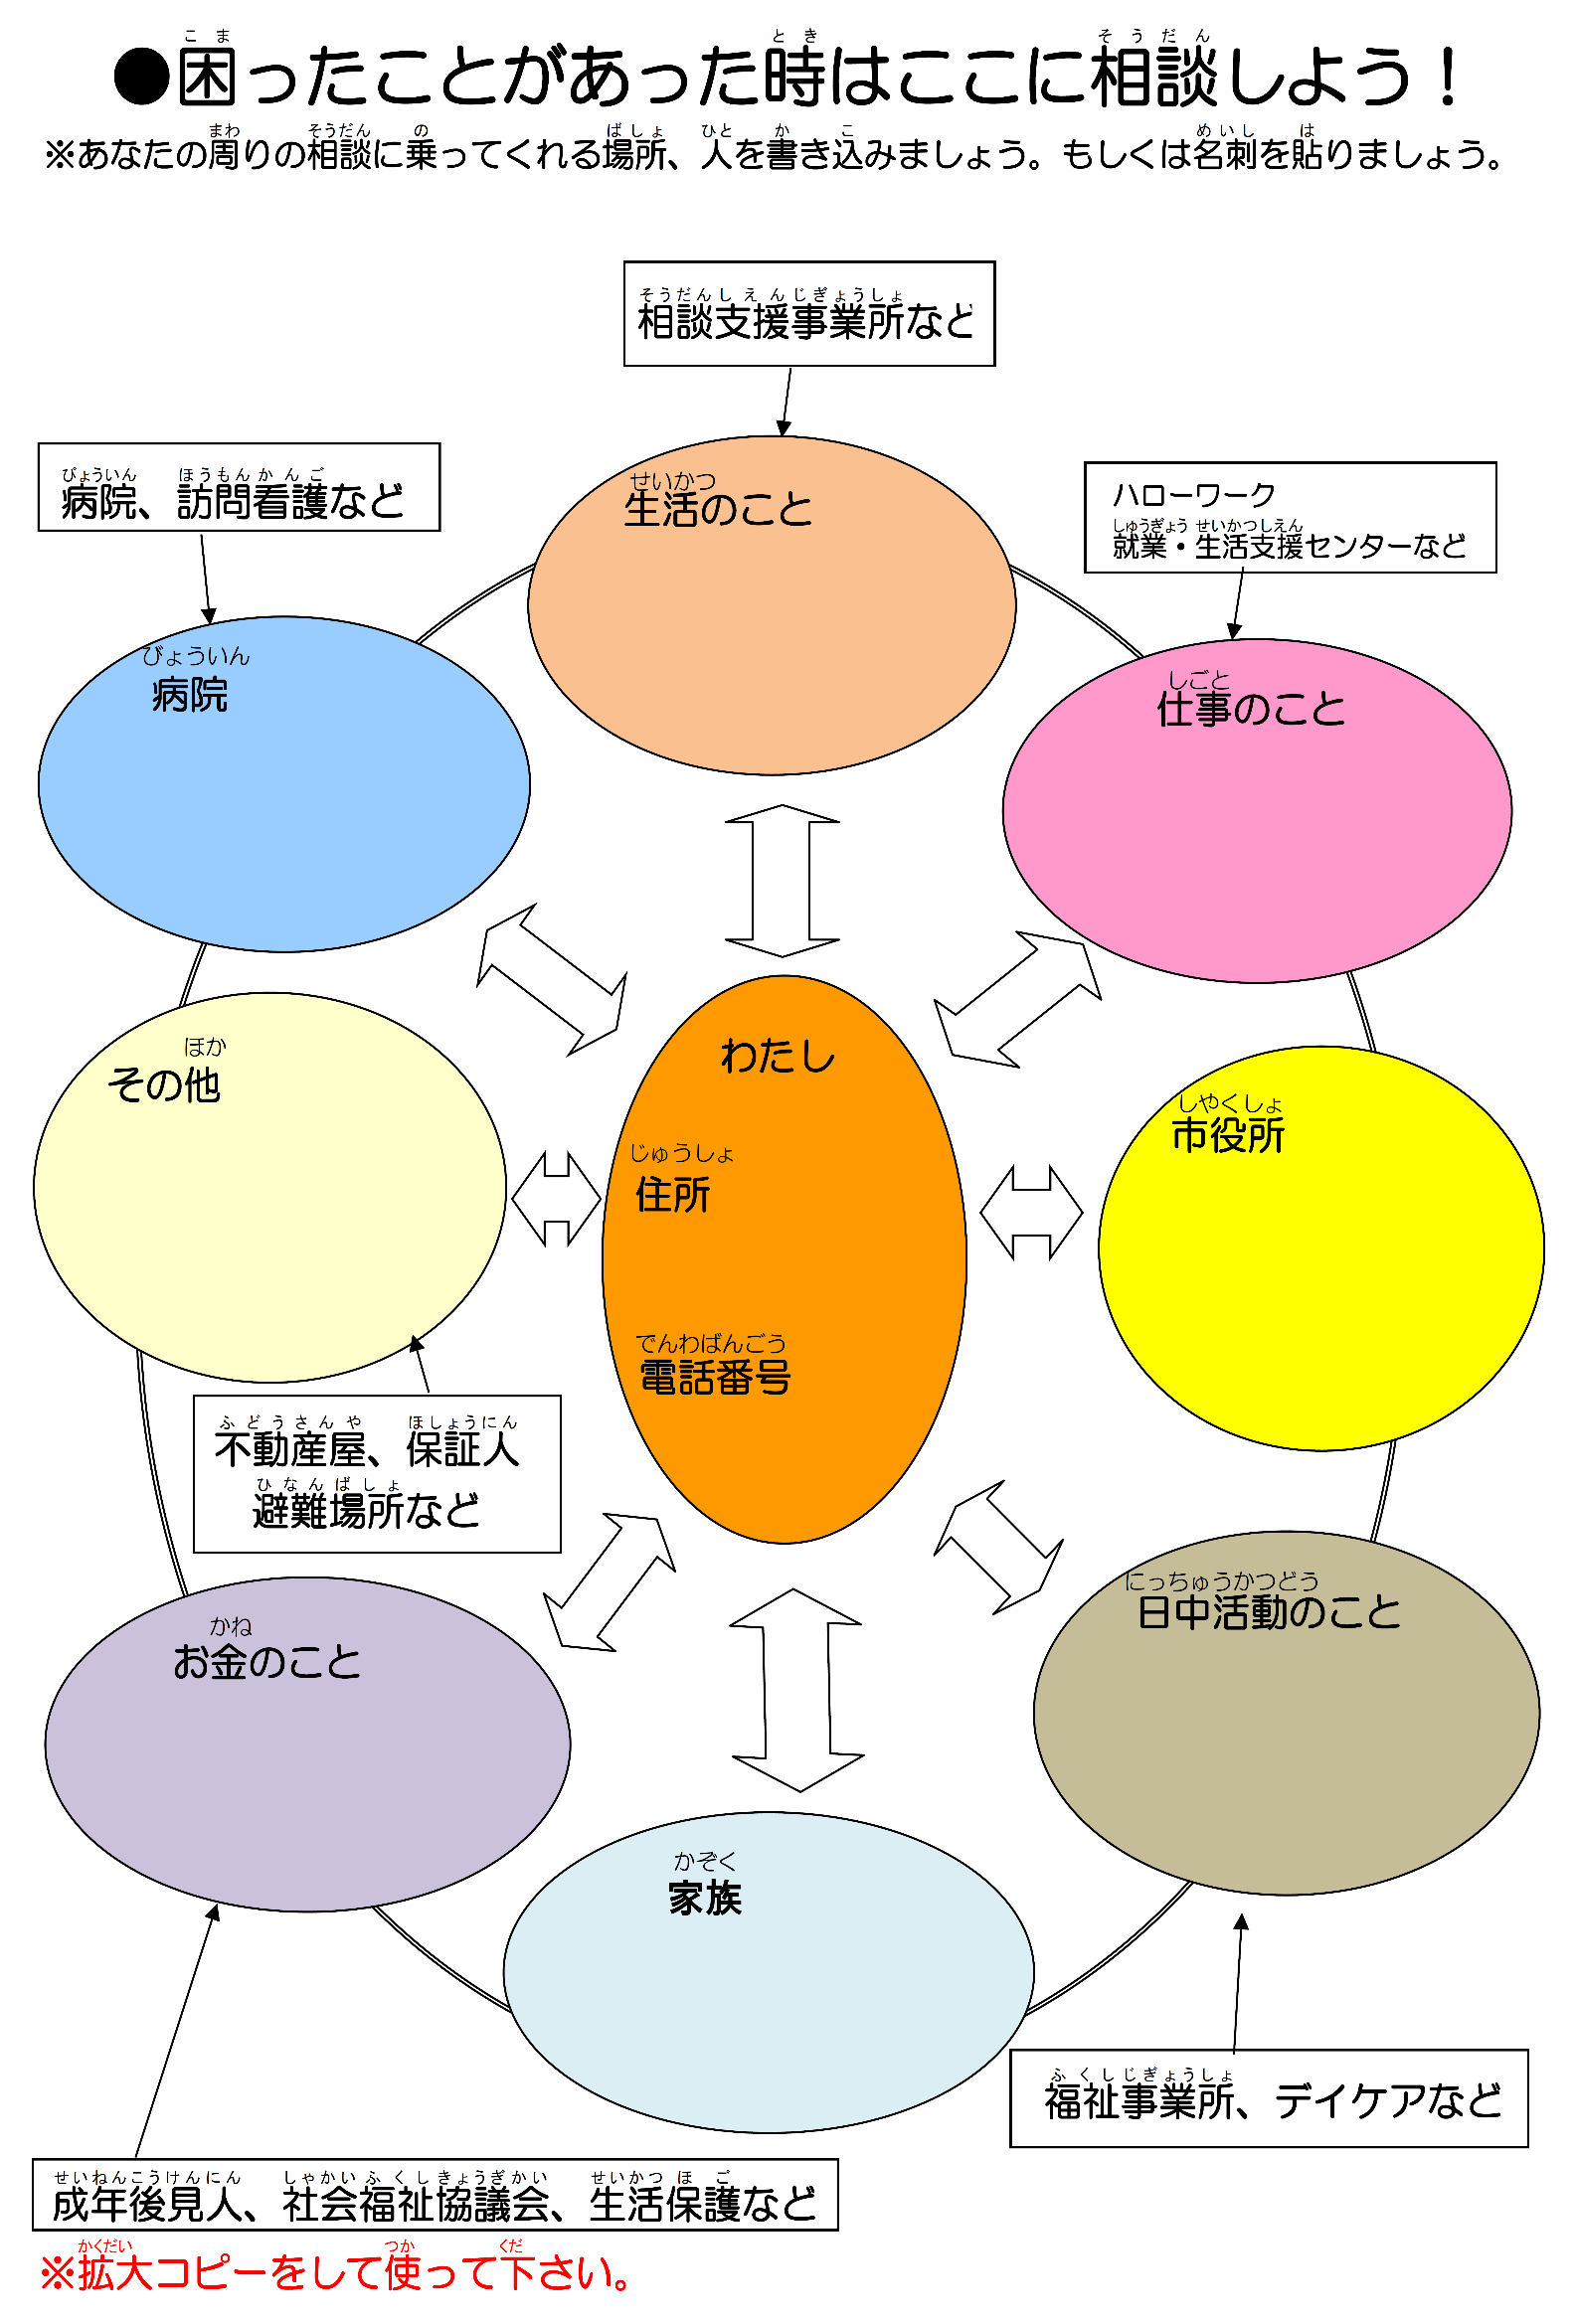 ●困ったことがあった時はここに相談しよう！
※あなたの周りの相談に乗ってくれる場所、人を書き込みましょう。もしくは名刺を貼りましょう。
相談支援事業所など
病院、訪問看護など
ハローワーク
就業・生活支援センターなど
生活のこと
病院
仕事のこと
その他
わたし
住所
電話番号
市役所
不動産屋、保証人
避難場所など
お金のこと
日中活動のこと
家族
福祉事業所、デイケアなど
成年後見人、社会福祉協議会、生活保護など
※拡大コピーをして使って下さい。